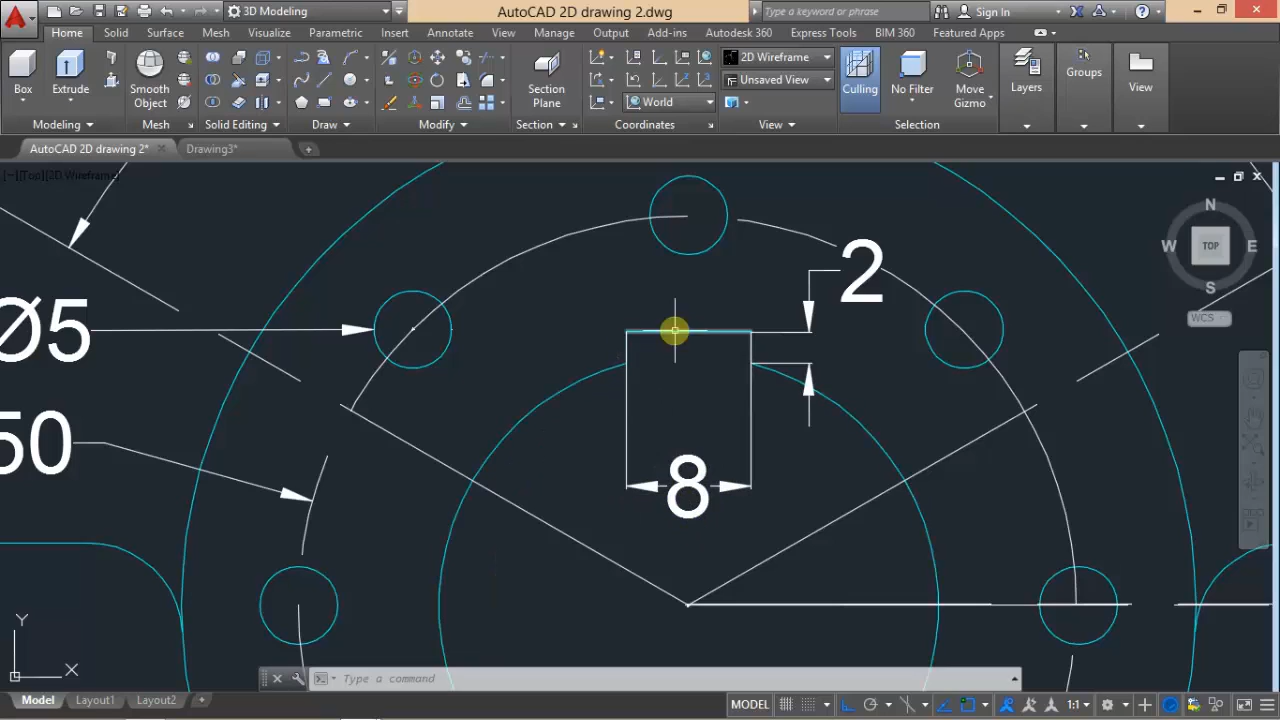 AutoCAD 2D drawing 2.dwg
3D Modeling
Type a keyword or phrase
Sign In
Home Solid Surface Mesh Visualize Parametric Insert Annotate View Manage Output Add-ins Autodesk 360 Express Tools BIM 360 Featured Apps
Box
Extrude
Smooth Object
Section Plane
2D Wireframe
Unsaved View
World
Culling
No Filter
Move Gizmo
Layers
Groups
View
Modeling Mesh Solid Editing Draw Modify Section Coordinates View Selection
AutoCAD 2D drawing 2* Drawing3*
[−][Top][2D Wireframe]
N
W TOP E
S
WCS
2
Ø5
50
8
Y
X
Type a command
Model Layout1 Layout2
MODEL 1:1